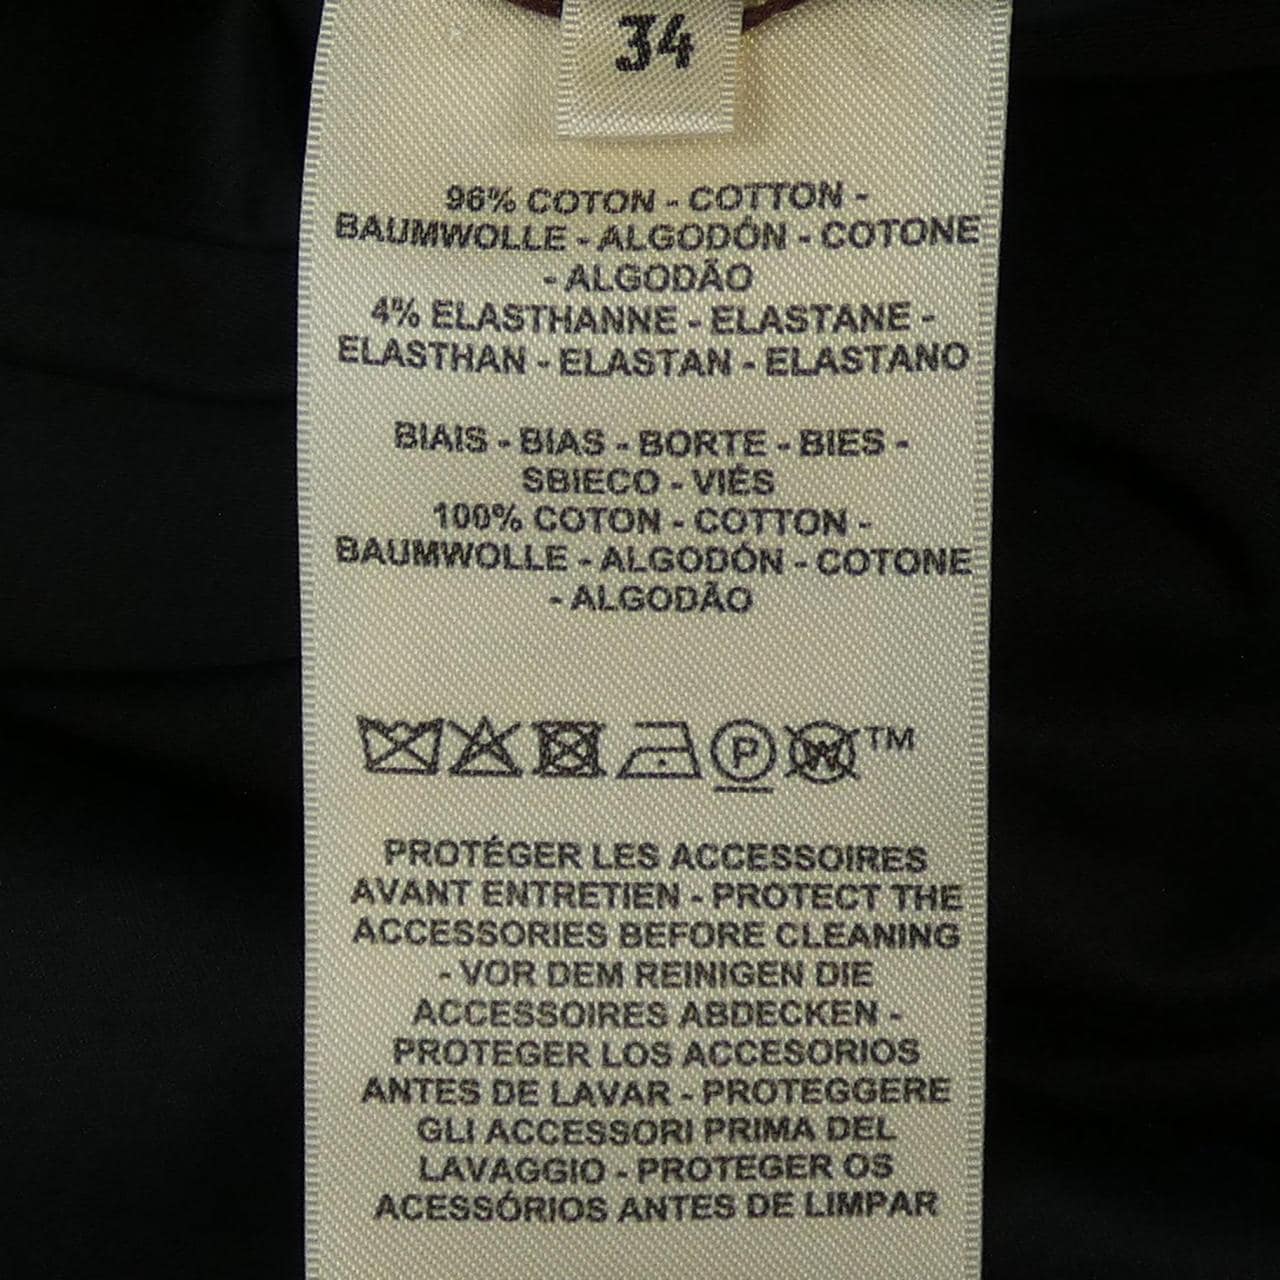 34
96% COTON - COTTON -
BAUMWOLLE - ALGODÓN - COTONE
- ALGODÃO
4% ELASTHANNE - ELASTANE -
ELASTHAN - ELASTAN - ELASTANO
BIAIS - BIAS - BORTE - BIES -
SBIECO - VIÉS
100% COTON - COTTON -
BAUMWOLLE - ALGODÓN - COTONE
- ALGODÃO
P W TM
PROTÉGER LES ACCESSOIRES
AVANT ENTRETIEN - PROTECT THE
ACCESSORIES BEFORE CLEANING
- VOR DEM REINIGEN DIE
ACCESSOIRES ABDECKEN -
PROTEGER LOS ACCESORIOS
ANTES DE LAVAR - PROTEGGERE
GLI ACCESSORI PRIMA DEL
LAVAGGIO - PROTEGER OS
ACESSÓRIOS ANTES DE LIMPAR